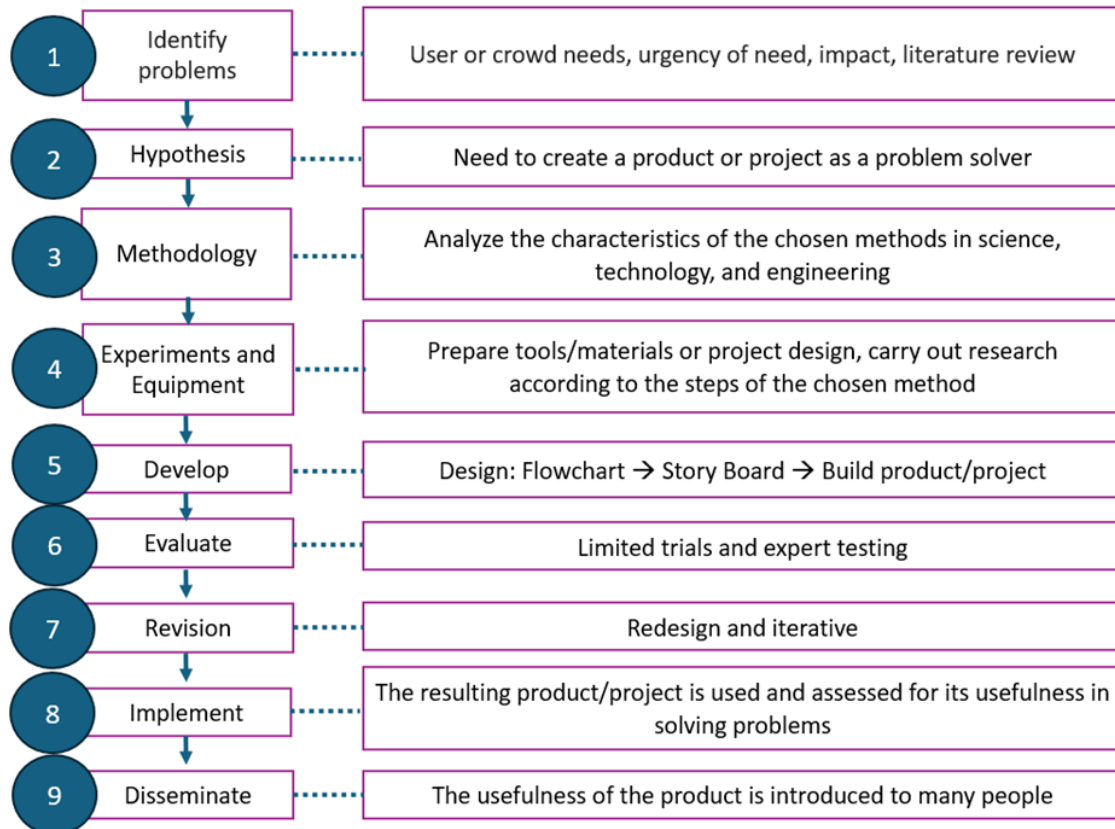 1
Identify
problems
User or crowd needs, urgency of need, impact, literature review
2
Hypothesis
Need to create a product or project as a problem solver
3
Methodology
Analyze the characteristics of the chosen methods in science,
technology, and engineering
4
Experiments and
Equipment
Prepare tools/materials or project design, carry out research
according to the steps of the chosen method
5
Develop
Design: Flowchart → Story Board → Build product/project
6
Evaluate
Limited trials and expert testing
7
Revision
Redesign and iterative
8
Implement
The resulting product/project is used and assessed for its usefulness in
solving problems
9
Disseminate
The usefulness of the product is introduced to many people